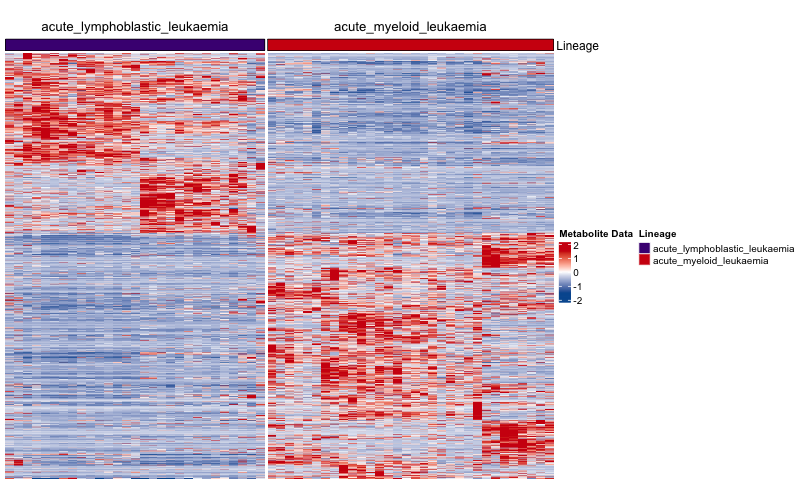 acute_lymphoblastic_leukaemia acute_myeloid_leukaemia
Lineage
Metabolite Data Lineage
2
1
0
-1
-2
acute_lymphoblastic_leukaemia
acute_myeloid_leukaemia